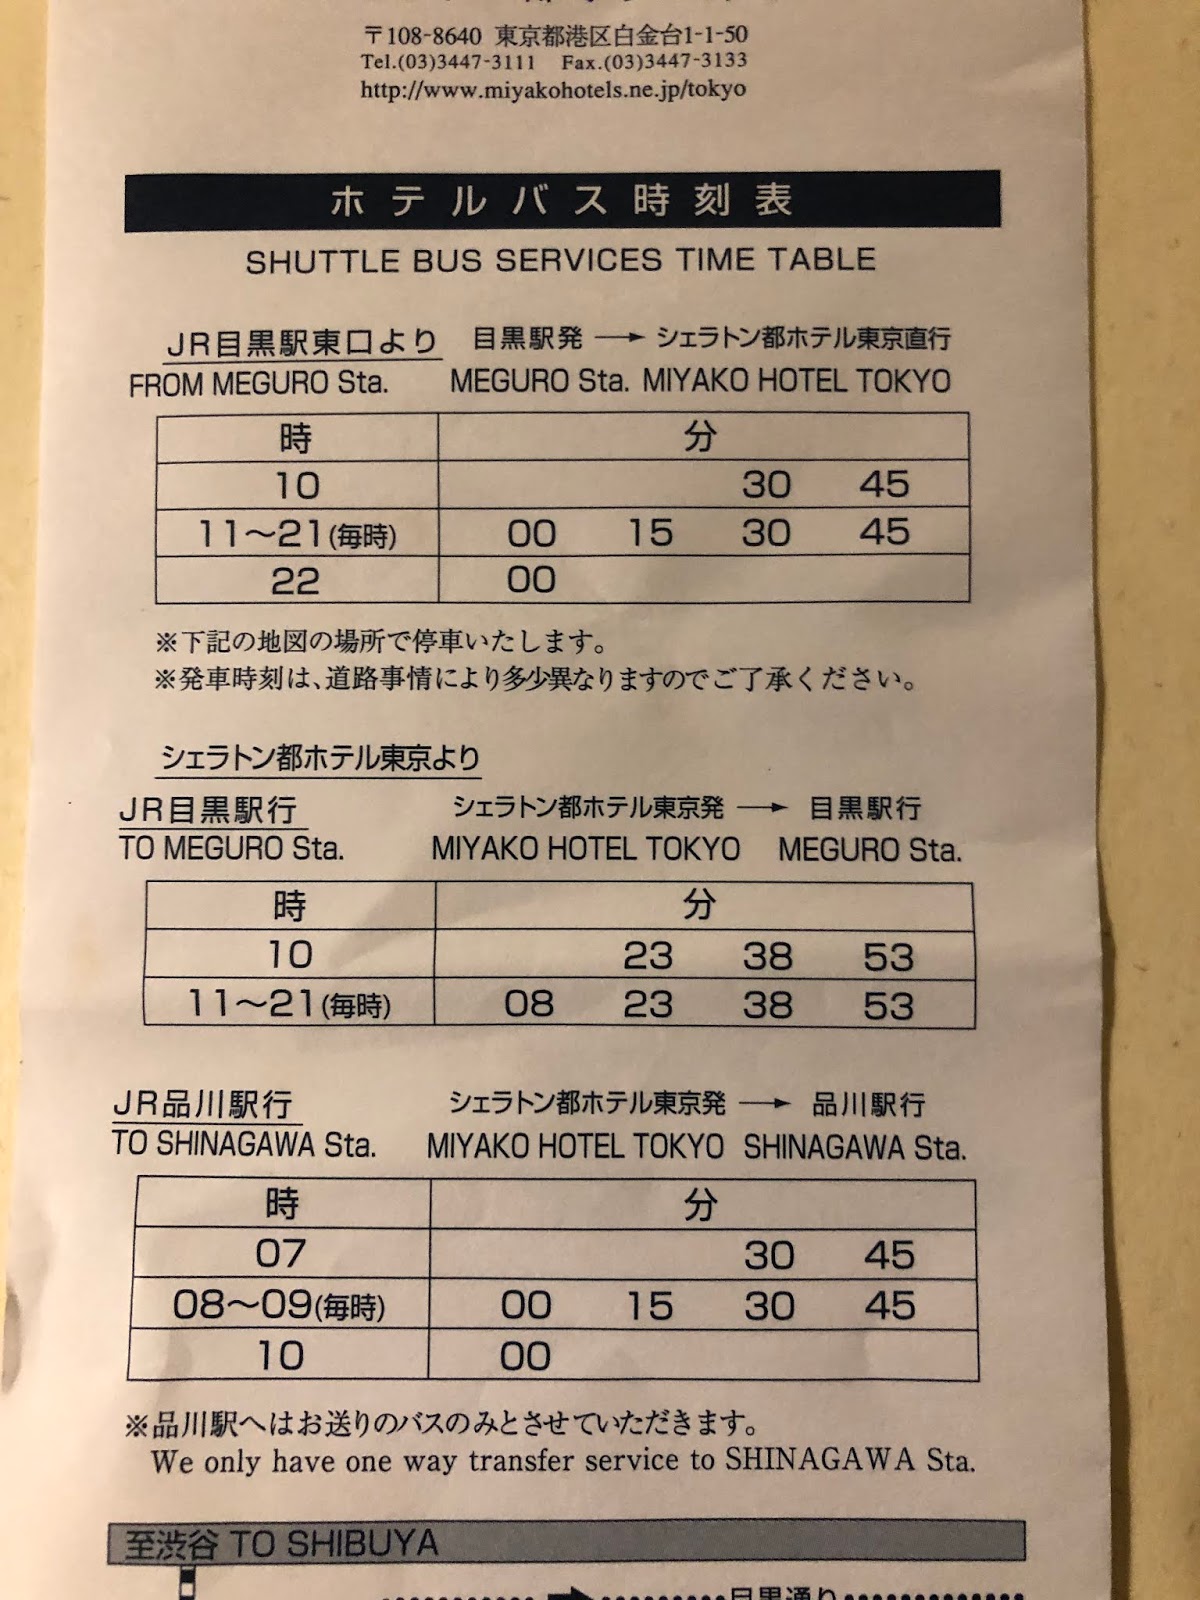 〒108-8640 東京都港区白金台1-1-50
Tel.(03)3447-3111 Fax.(03)3447-3133
http://www.miyakohotels.ne.jp/tokyo
ホテルバス時刻表
SHUTTLE BUS SERVICES TIME TABLE
JR目黒駅東口より 目黒駅発 → シェラトン都ホテル東京直行
FROM MEGURO Sta. MEGURO Sta. MIYAKO HOTEL TOKYO
時 分
10 30 45
11～21(毎時) 00 15 30 45
22 00
※下記の地図の場所で停車いたします。
※発車時刻は、道路事情により多少異なりますのでご了承ください。
シェラトン都ホテル東京より
JR目黒駅行 シェラトン都ホテル東京発 → 目黒駅行
TO MEGURO Sta. MIYAKO HOTEL TOKYO MEGURO Sta.
時 分
10 23 38 53
11～21(毎時) 08 23 38 53
JR品川駅行 シェラトン都ホテル東京発 → 品川駅行
TO SHINAGAWA Sta. MIYAKO HOTEL TOKYO SHINAGAWA Sta.
時 分
07 30 45
08～09(毎時) 00 15 30 45
10 00
※品川駅へはお送りのバスのみとさせていただきます。
We only have one way transfer service to SHINAGAWA Sta.
至渋谷 TO SHIBUYA
目黒通り